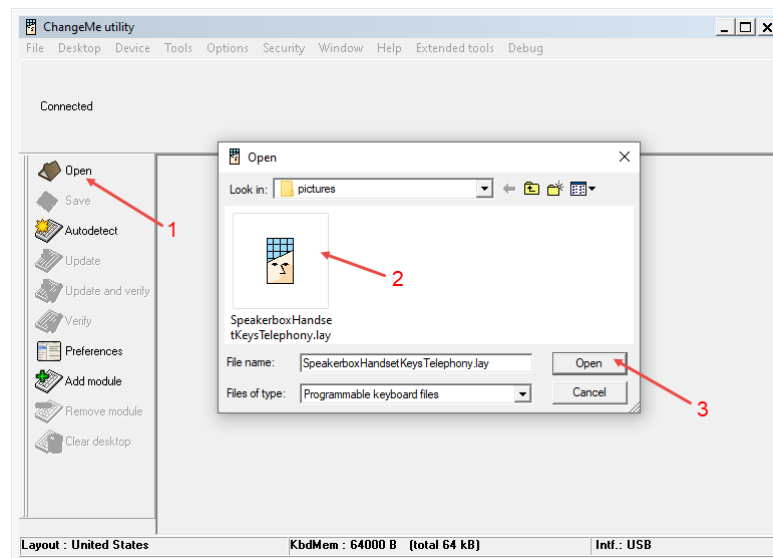 ChangeMe utility
File Desktop Device Tools Options Security Window Help Extended tools Debug
Connected
Open
Save
Autodetect
Update
Update and verify
Verify
Preferences
Add module
Remove module
Clear desktop
1
Open
Look in: pictures
2
SpeakerboxHandse
tKeysTelephony.lay
File name: SpeakerboxHandsetKeysTelephony.lay Open
Files of type: Programmable keyboard files Cancel
3
Layout : United States KbdMem : 64000 B (total 64 kB) Intf.: USB